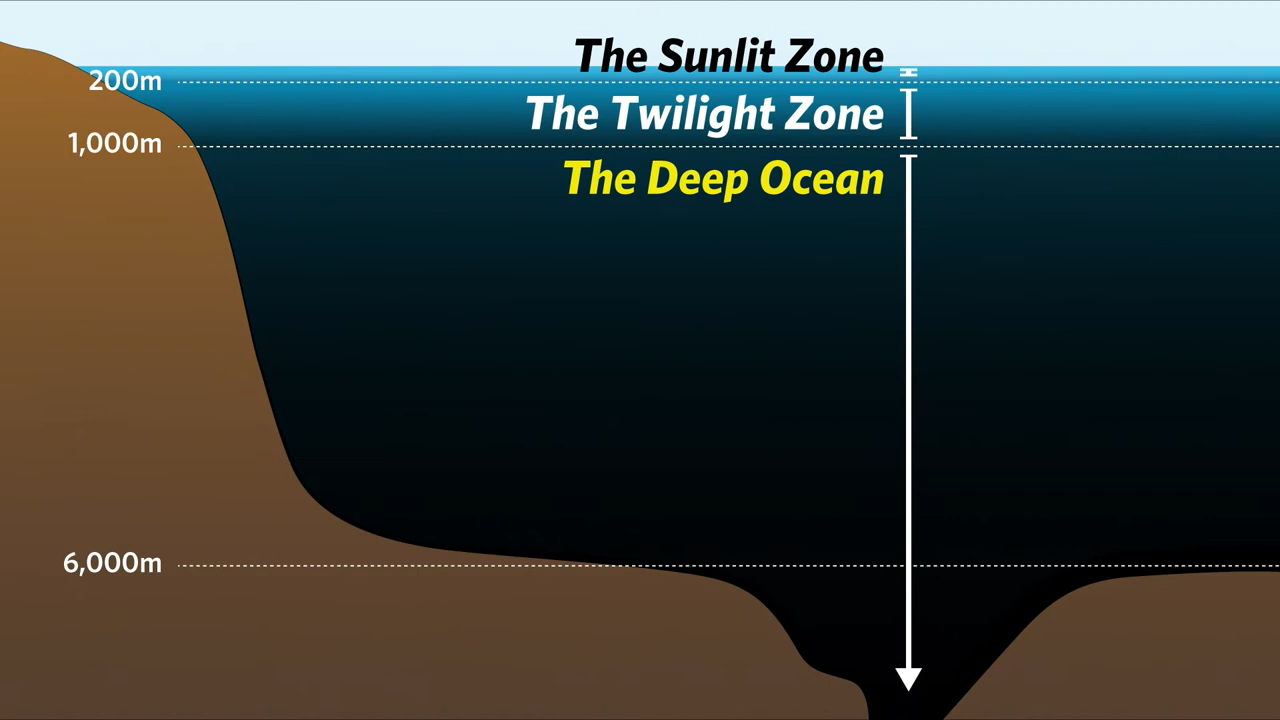 The Sunlit Zone
200m
The Twilight Zone
1,000m
The Deep Ocean
6,000m